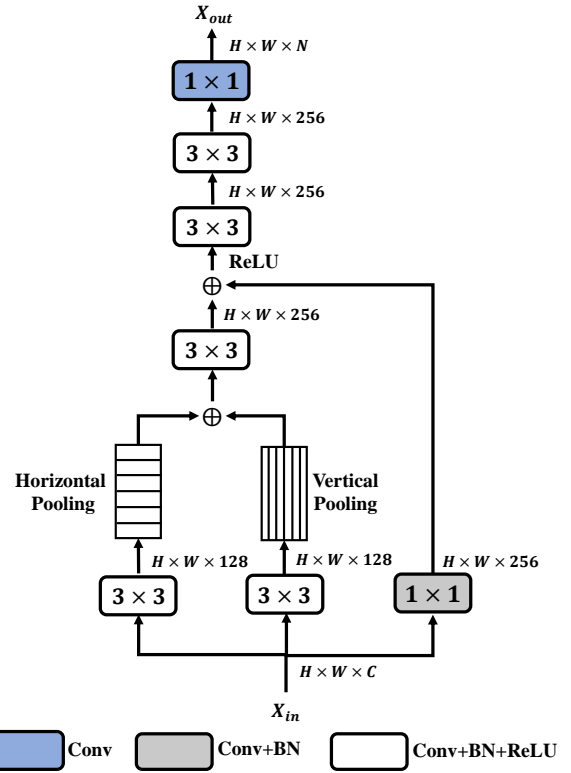 X_out
H × W × N
1 × 1
H × W × 256
3 × 3
H × W × 256
3 × 3
ReLU
⊕
H × W × 256
3 × 3
⊕
Horizontal
Pooling
Vertical
Pooling
H × W × 128
H × W × 128
H × W × 256
3 × 3
3 × 3
1 × 1
H × W × C
X_in
Conv
Conv+BN
Conv+BN+ReLU